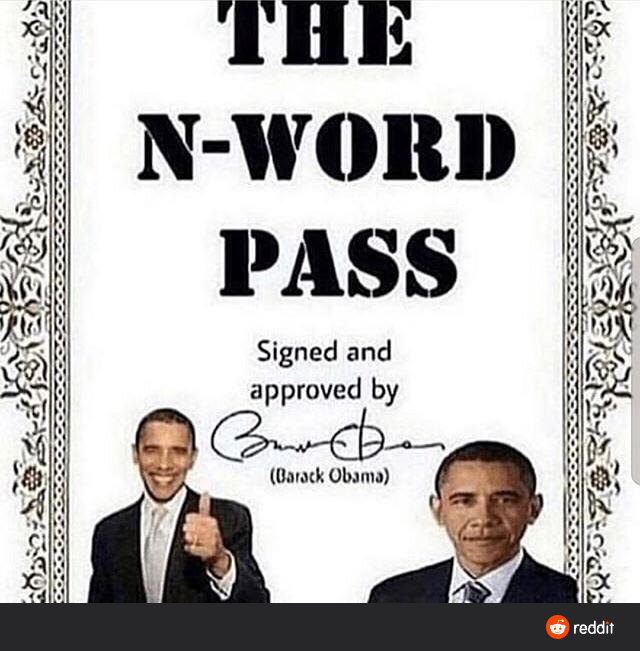 THE
N-WORD
PASS
Signed and
approved by
(Barack Obama)
reddit